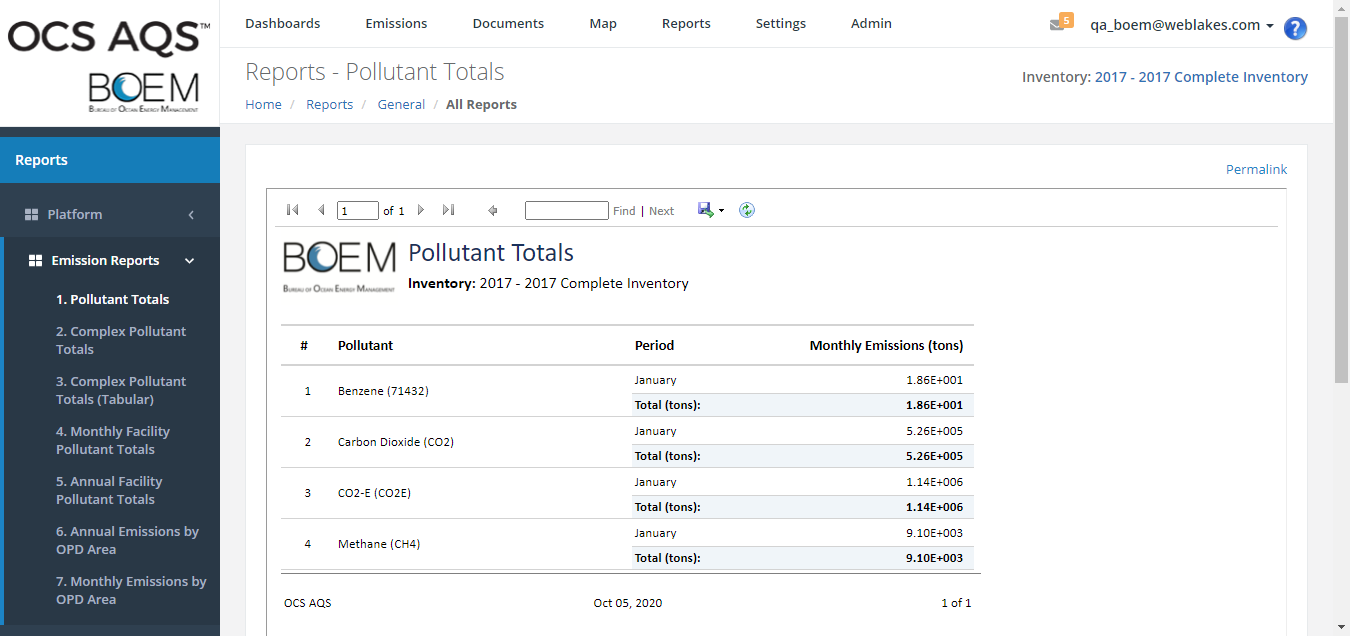 OCS AQS™
BOEM
BUREAU OF OCEAN ENERGY MANAGEMENT
Dashboards Emissions Documents Map Reports Settings Admin
5
qa_boem@weblakes.com
?
Reports - Pollutant Totals
Inventory: 2017 - 2017 Complete Inventory
Home / Reports / General / All Reports
Reports
Platform
Emission Reports
1. Pollutant Totals
2. Complex Pollutant
Totals
3. Complex Pollutant
Totals (Tabular)
4. Monthly Facility
Pollutant Totals
5. Annual Facility
Pollutant Totals
6. Annual Emissions by
OPD Area
7. Monthly Emissions by
OPD Area
Permalink
1 of 1 Find | Next
BOEM
BUREAU OF OCEAN ENERGY MANAGEMENT
Pollutant Totals
Inventory: 2017 - 2017 Complete Inventory
# Pollutant Period Monthly Emissions (tons)
1 Benzene (71432) January 1.86E+001
Total (tons): 1.86E+001
2 Carbon Dioxide (CO2) January 5.26E+005
Total (tons): 5.26E+005
3 CO2-E (CO2E) January 1.14E+006
Total (tons): 1.14E+006
4 Methane (CH4) January 9.10E+003
Total (tons): 9.10E+003
OCS AQS Oct 05, 2020 1 of 1